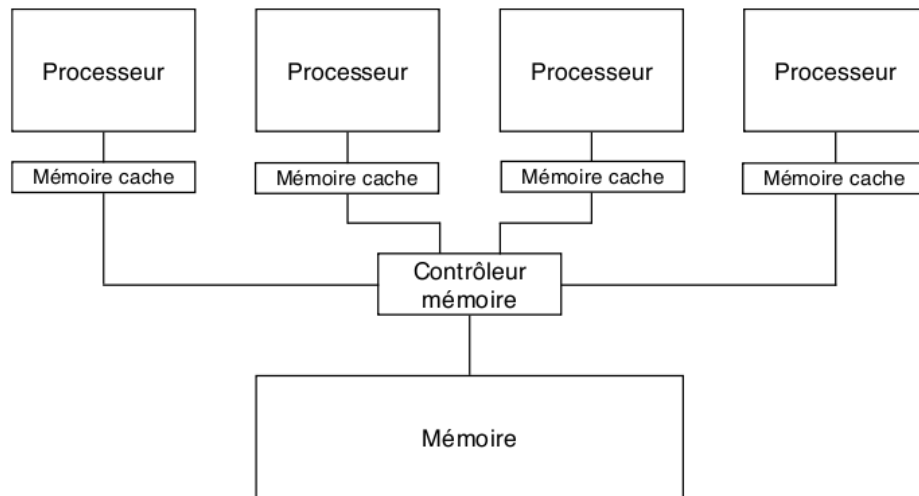 Processeur
Processeur
Processeur
Processeur
Mémoire cache
Mémoire cache
Mémoire cache
Mémoire cache
Contrôleur
mémoire
Mémoire